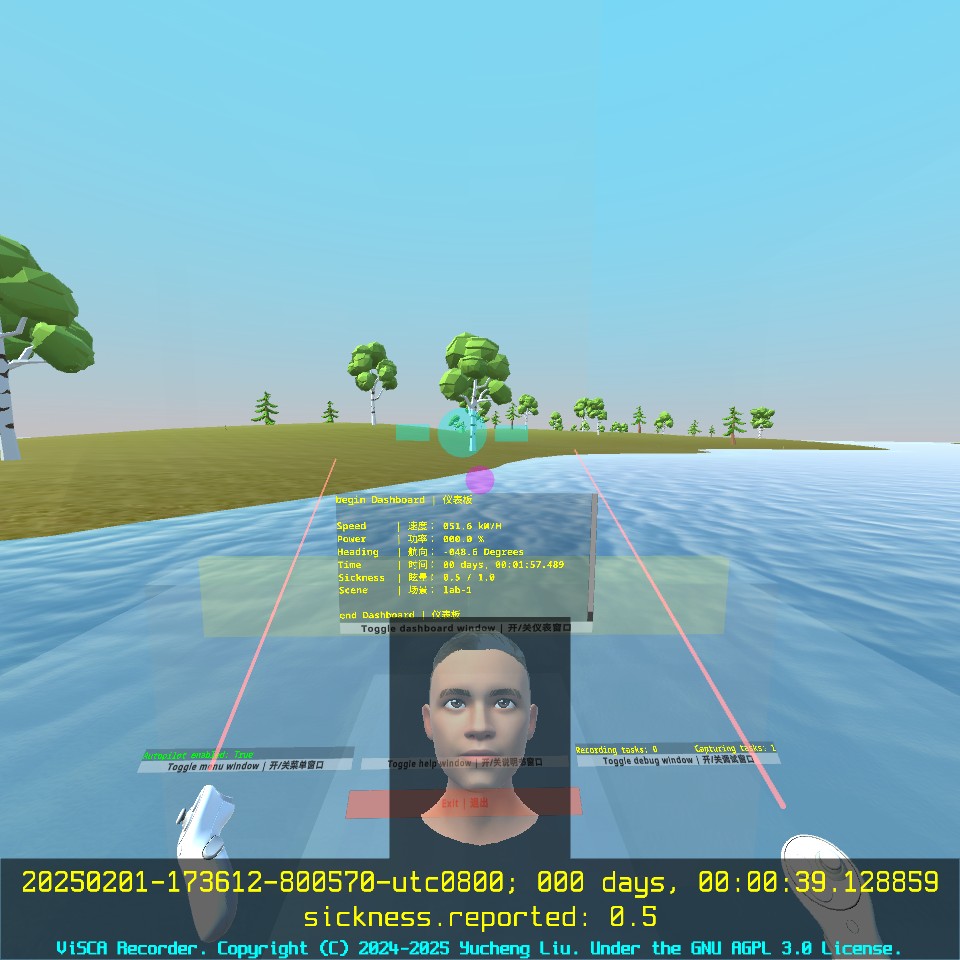 begin Dashboard | 仪表板
Speed | 速度： 051.6 kM/H
Power | 功率： 000.0 %
Heading | 航向： -048.6 Degrees
Time | 时间： 00 days, 00:01:57.489
Sickness | 眩晕： 0.5 / 1.0
Scene | 场景： lab-1
end Dashboard | 仪表板
Toggle dashboard window | 开/关仪表窗口
Autopilot enabled: True
Toggle menu window | 开/关菜单窗口
Toggle help window | 开/关说明书窗口
Recording tasks: 0 Capturing tasks: 1
Toggle debug window | 开/关调试窗口
Exit | 退出
20250201-173612-800570-utc0800; 000 days, 00:00:39.128859
sickness.reported: 0.5
ViSCA Recorder. Copyright (C) 2024-2025 Yucheng Liu. Under the GNU AGPL 3.0 License.